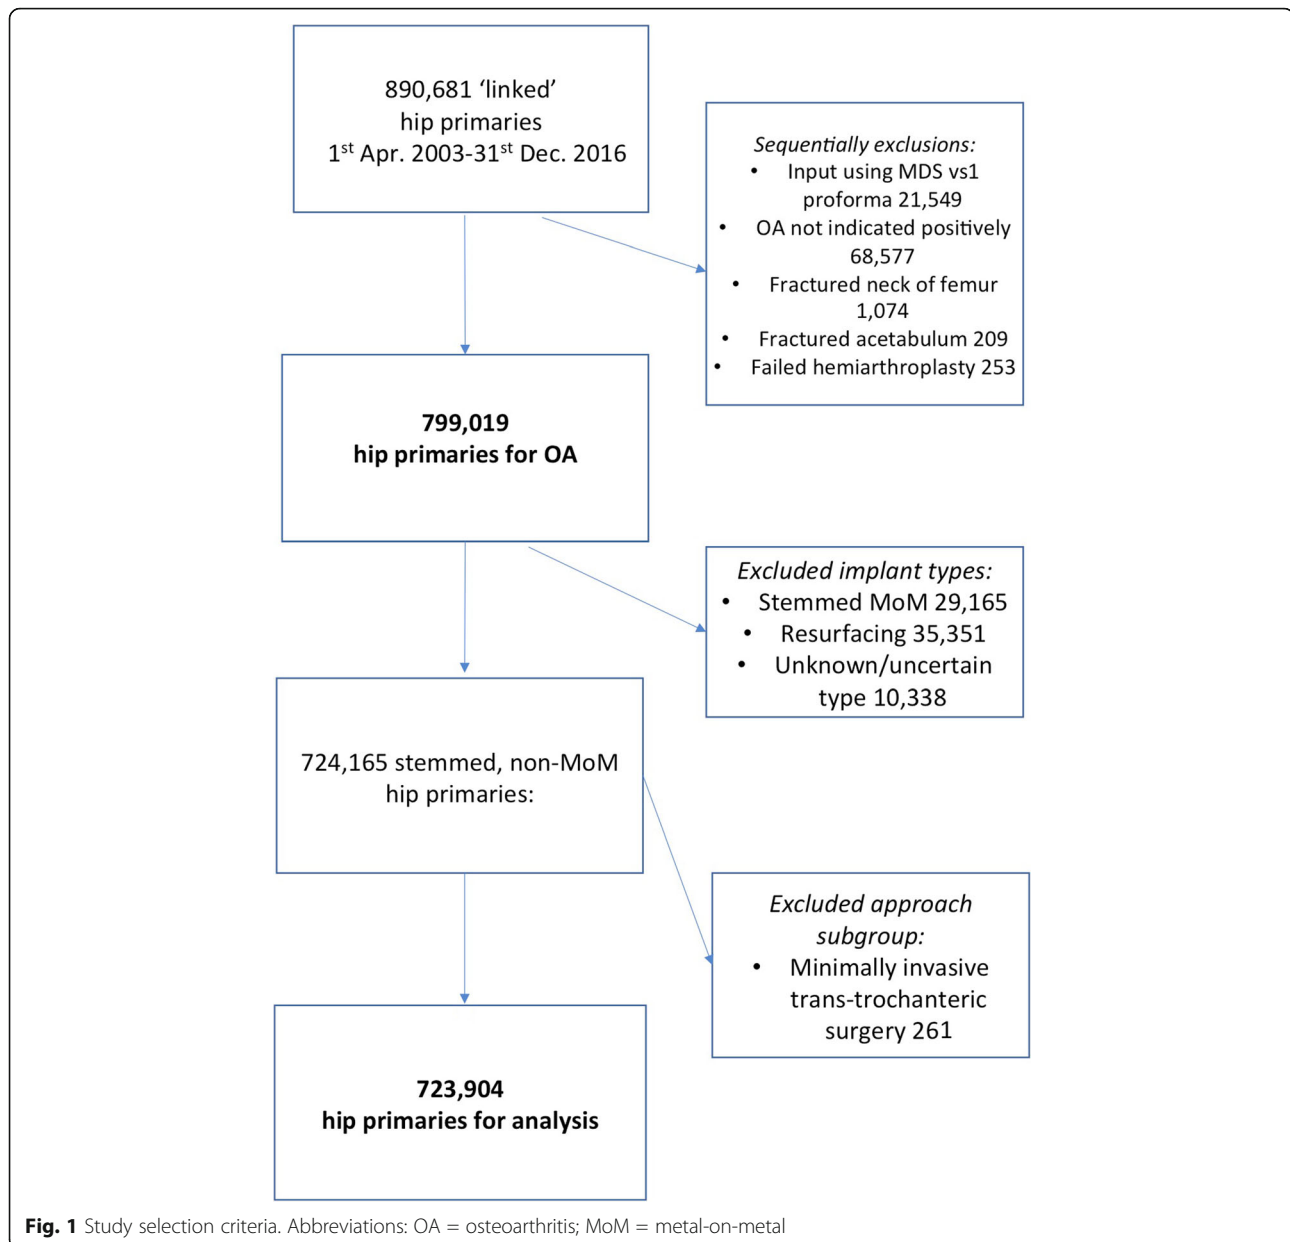 890,681 ‘linked’
hip primaries
1st Apr. 2003-31st Dec. 2016
Sequentially exclusions:
• Input using MDS vs1
proforma 21,549
• OA not indicated positively
68,577
• Fractured neck of femur
1,074
• Fractured acetabulum 209
• Failed hemiarthroplasty 253
799,019
hip primaries for OA
Excluded implant types:
• Stemmed MoM 29,165
• Resurfacing 35,351
• Unknown/uncertain
type 10,338
724,165 stemmed, non-MoM
hip primaries:
Excluded approach
subgroup:
• Minimally invasive
trans-trochanteric
surgery 261
723,904
hip primaries for analysis
Fig. 1 Study selection criteria. Abbreviations: OA = osteoarthritis; MoM = metal-on-metal